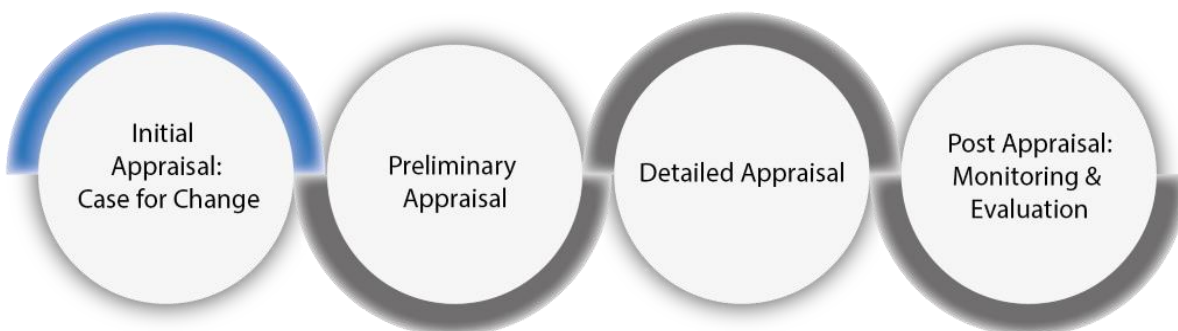 Initial
Appraisal:
Case for Change
Preliminary
Appraisal
Detailed Appraisal
Post Appraisal:
Monitoring &
Evaluation